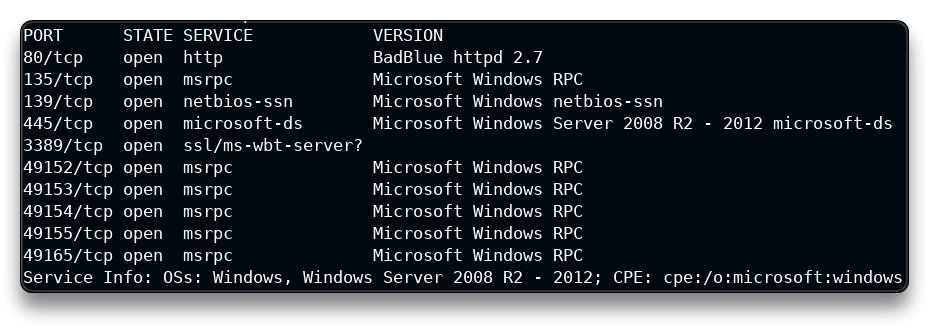 PORT STATE SERVICE VERSION
80/tcp open http BadBlue httpd 2.7
135/tcp open msrpc Microsoft Windows RPC
139/tcp open netbios-ssn Microsoft Windows netbios-ssn
445/tcp open microsoft-ds Microsoft Windows Server 2008 R2 - 2012 microsoft-ds
3389/tcp open ssl/ms-wbt-server?
49152/tcp open msrpc Microsoft Windows RPC
49153/tcp open msrpc Microsoft Windows RPC
49154/tcp open msrpc Microsoft Windows RPC
49155/tcp open msrpc Microsoft Windows RPC
49165/tcp open msrpc Microsoft Windows RPC
Service Info: OSs: Windows, Windows Server 2008 R2 - 2012; CPE: cpe:/o:microsoft:windows